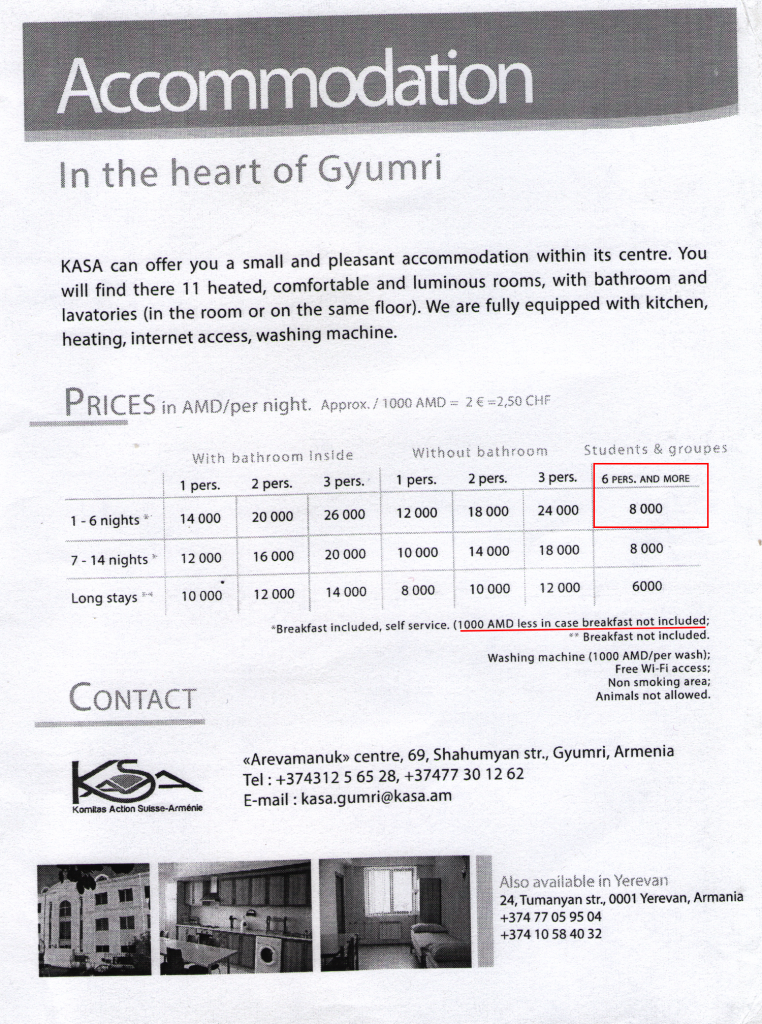 Accommodation
In the heart of Gyumri
KASA can offer you a small and pleasant accommodation within its centre. You
will find there 11 heated, comfortable and luminous rooms, with bathroom and
lavatories (in the room or on the same floor). We are fully equipped with kitchen,
heating, internet access, washing machine.
PRICES in AMD/per night. Approx. / 1000 AMD = 2 € =2,50 CHF
With bathroom Inside Without bathroom Students & groupes
1 pers. 2 pers. 3 pers. 1 pers. 2 pers. 3 pers. 6 PERS. AND MORE
1 - 6 nights * 14 000 20 000 26 000 12 000 18 000 24 000 8 000
7 - 14 nights * 12 000 16 000 20 000 10 000 14 000 18 000 8 000
Long stays ** 10 000 12 000 14 000 8 000 10 000 12 000 6000
*Breakfast included, self service. (1000 AMD less in case breakfast not included;
** Breakfast not included.
Washing machine (1000 AMD/per wash);
Free Wi-Fi access;
Non smoking area;
Animals not allowed.
CONTACT
KASA
Komitas Action Suisse-Arménie
«Arevamanuk» centre, 69, Shahumyan str., Gyumri, Armenia
Tel : +374312 5 65 28, +37477 30 12 62
E-mail : kasa.gumri@kasa.am
Also available in Yerevan
24, Tumanyan str., 0001 Yerevan, Armania
+374 77 05 95 04
+374 10 58 40 32